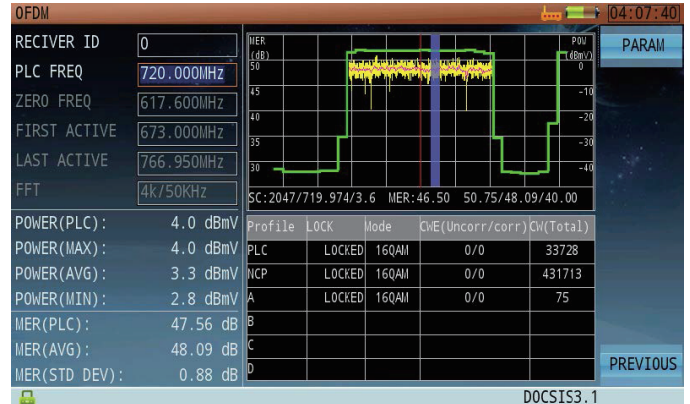 OFDM 04:07:40
RECIVER ID 0
PLC FREQ 720.000MHz
ZERO FREQ 617.600MHz
FIRST ACTIVE 673.000MHz
LAST ACTIVE 766.950MHz
FFT 4k/50KHz
POWER(PLC): 4.0 dBmV
POWER(MAX): 4.0 dBmV
POWER(AVG): 3.3 dBmV
POWER(MIN): 2.8 dBmV
MER(PLC): 47.56 dB
MER(AVG): 48.09 dB
MER(STD DEV): 0.88 dB
MER POW
(dB) (dBmV)
50 0
45 -10
40 -20
35 -30
30 -40
SC:2047/719.974/3.6 MER:46.50 50.75/48.09/40.00
Profile LOCK Mode CWE(Uncorr/corr) CW(Total)
PLC LOCKED 16QAM 0/0 33728
NCP LOCKED 16QAM 0/0 431713
A LOCKED 16QAM 0/0 75
B
C
D
PARAM
PREVIOUS
DOCSIS3.1